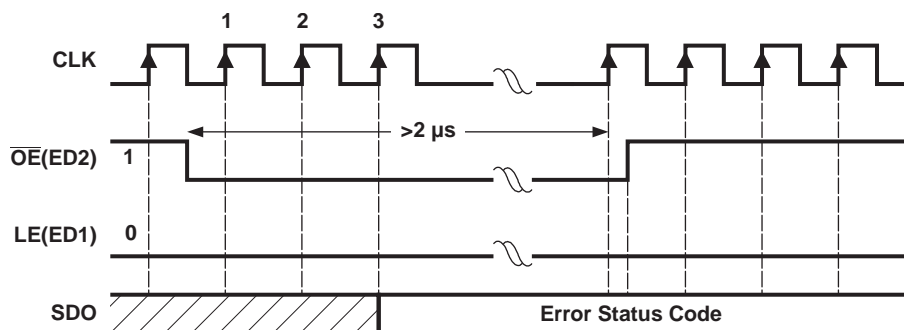 1 2 3
CLK
>2 µs
OE(ED2) 1
LE(ED1) 0
SDO Error Status Code